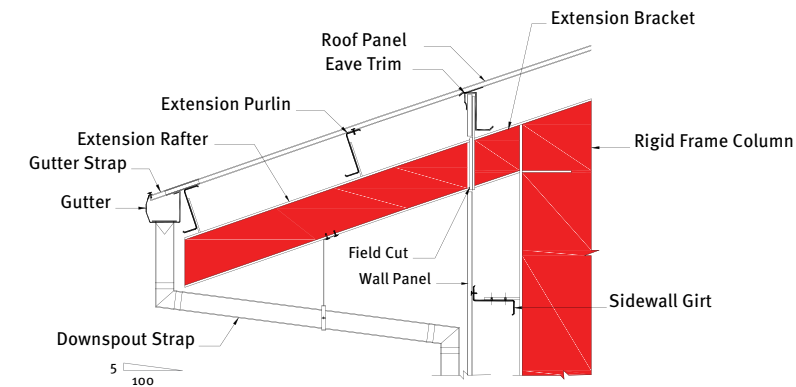 Extension Bracket
Roof Panel
Eave Trim
Extension Purlin
Extension Rafter
Rigid Frame Column
Gutter Strap
Gutter
Field Cut
Wall Panel
Sidewall Girt
Downspout Strap
5
100